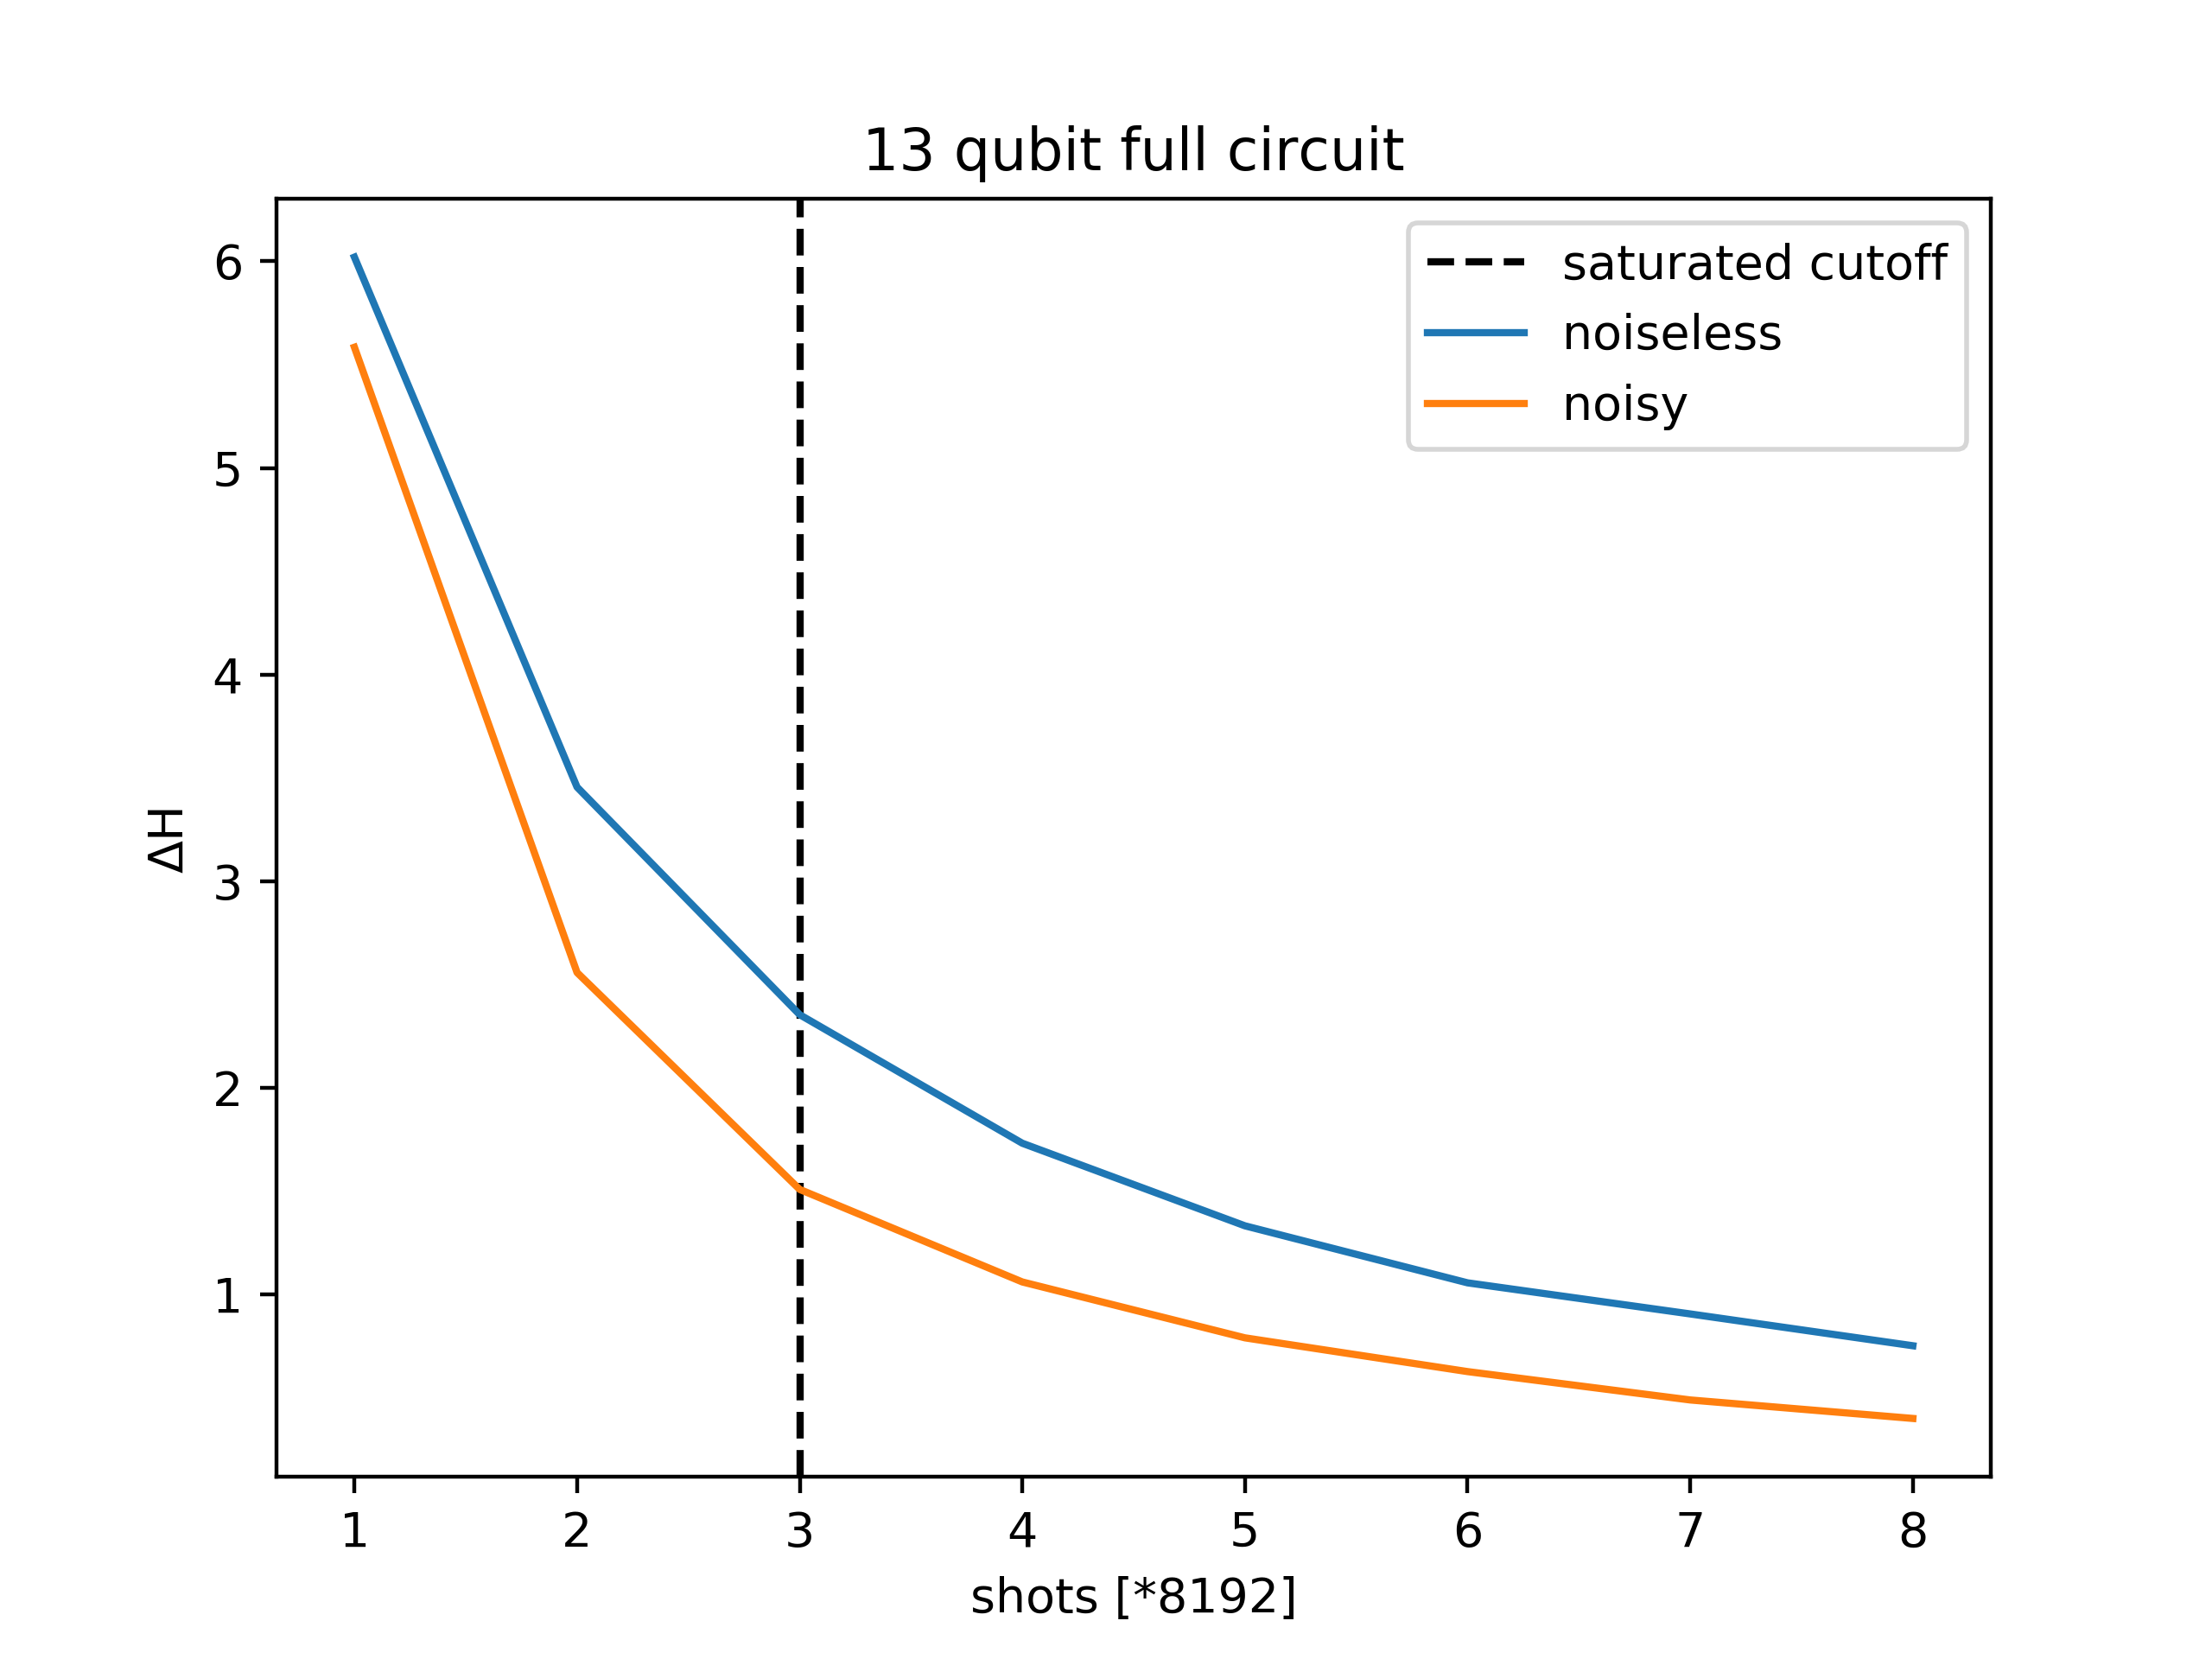 13 qubit full circuit
saturated cutoff
noiseless
noisy
6
5
4
3
2
1
ΔH
1 2 3 4 5 6 7 8
shots [*8192]